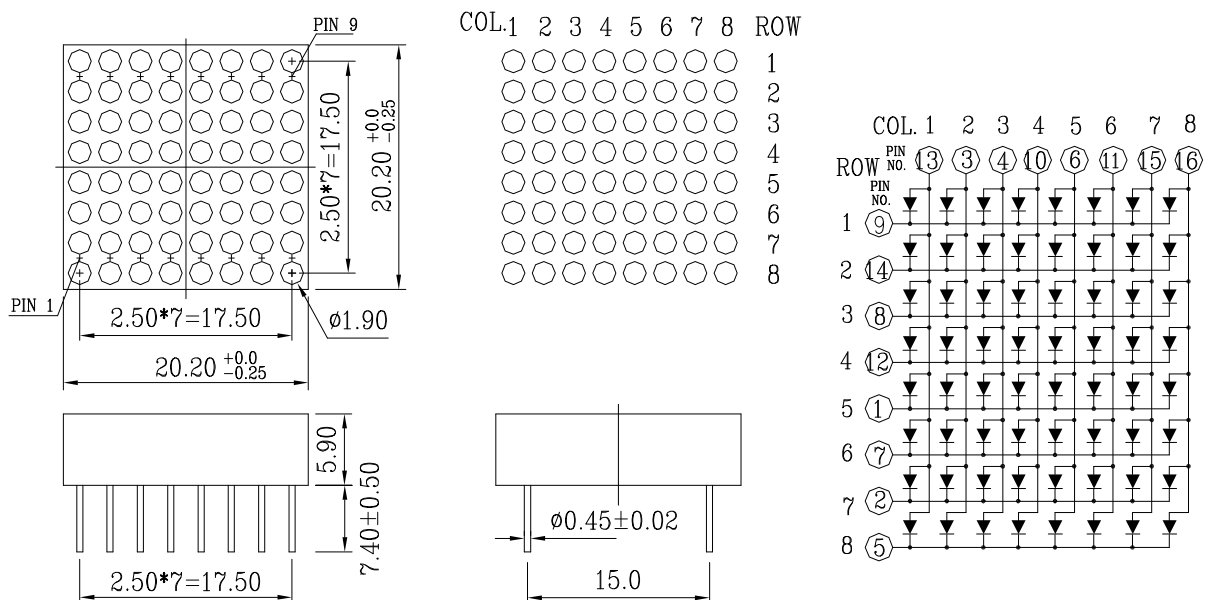 PIN 9
2.50*7=17.50
20.20 +0.0 -0.25
PIN 1
2.50*7=17.50
ø1.90
20.20 +0.0 -0.25
COL. 1 2 3 4 5 6 7 8 ROW
1
2
3
4
5
6
7
8
5.90
7.40±0.50
2.50*7=17.50
ø0.45±0.02
15.0
COL. 1 2 3 4 5 6 7 8
ROW PIN NO. 13 3 4 10 6 11 15 16
PIN NO.
1 9
2 14
3 8
4 12
5 1
6 7
7 2
8 5